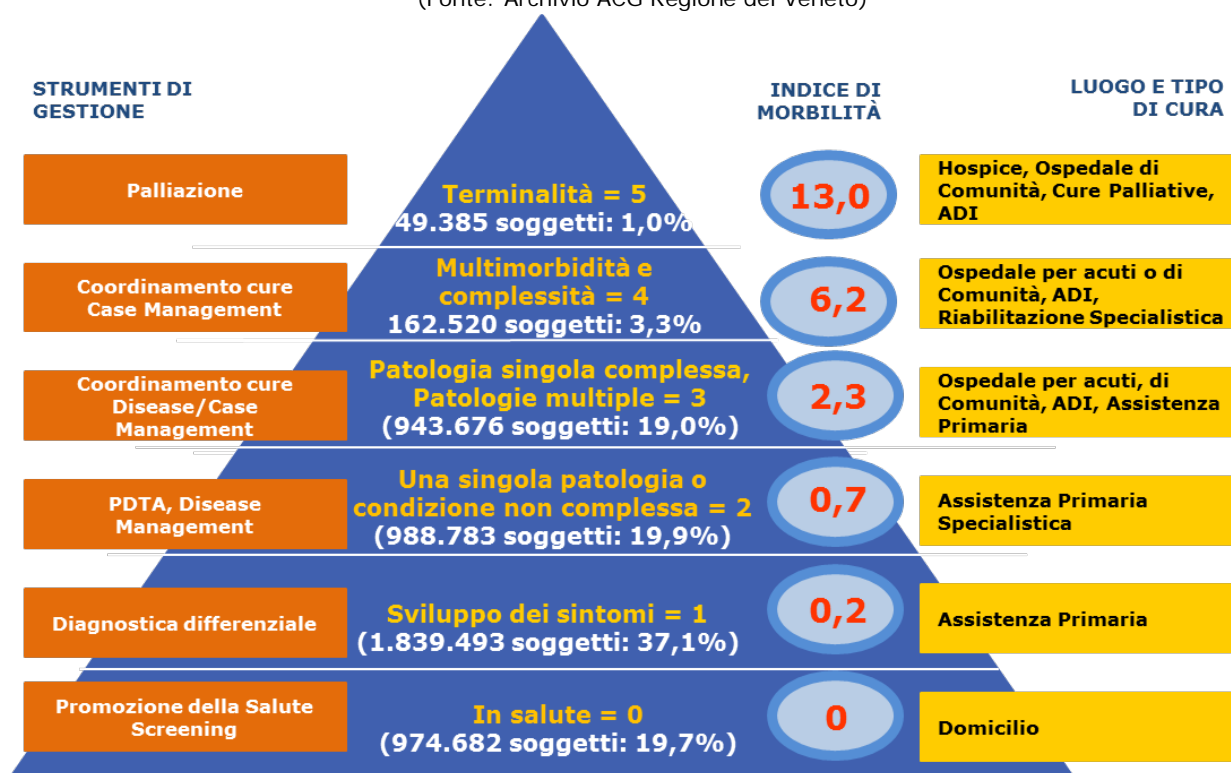 (Fonte: Archivio ACG Regione del Veneto)
STRUMENTI DI
GESTIONE
INDICE DI
MORBILITÀ
LUOGO E TIPO
DI CURA
Palliazione
Terminalità = 5
49.385 soggetti: 1,0%
13,0
Hospice, Ospedale di
Comunità, Cure Palliative,
ADI
Coordinamento cure
Case Management
Multimorbidità e
complessità = 4
162.520 soggetti: 3,3%
6,2
Ospedale per acuti o di
Comunità, ADI,
Riabilitazione Specialistica
Coordinamento cure
Disease/Case
Management
Patologia singola complessa,
Patologie multiple = 3
(943.676 soggetti: 19,0%)
2,3
Ospedale per acuti, di
Comunità, ADI, Assistenza
Primaria
PDTA, Disease
Management
Una singola patologia o
condizione non complessa = 2
(988.783 soggetti: 19,9%)
0,7
Assistenza Primaria
Specialistica
Diagnostica differenziale
Sviluppo dei sintomi = 1
(1.839.493 soggetti: 37,1%)
0,2
Assistenza Primaria
Promozione della Salute
Screening
In salute = 0
(974.682 soggetti: 19,7%)
0
Domicilio